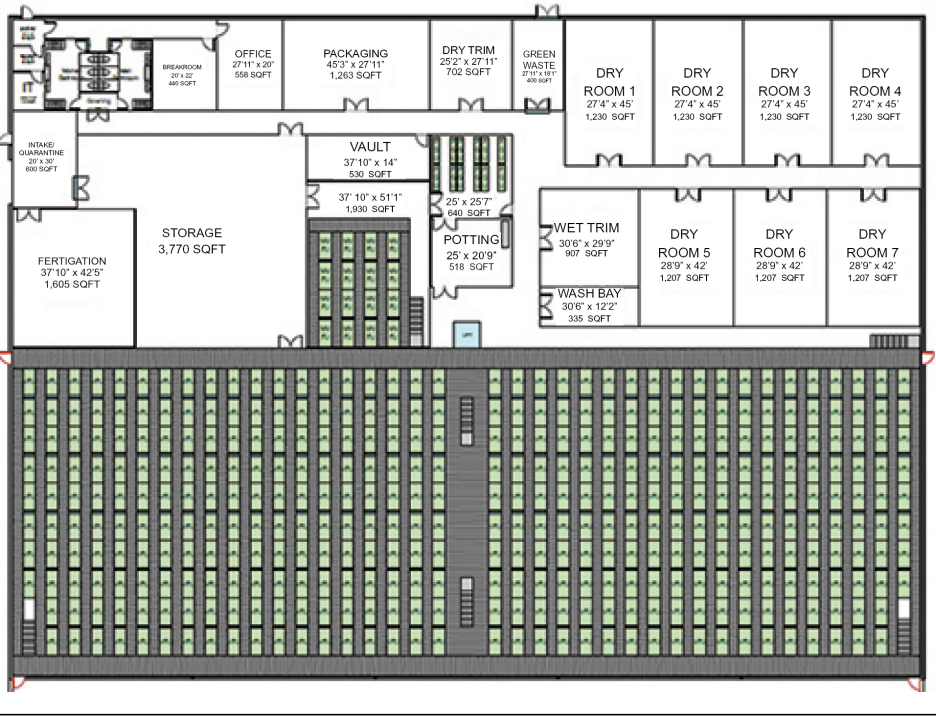 IT
BREAKROOM
20' x 22'
440 SQFT
OFFICE
27'11" x 20"
558 SQFT
PACKAGING
45'3" x 27'11"
1,263 SQFT
DRY TRIM
25'2" x 27'11"
702 SQFT
GREEN
WASTE
27'11" x 18'1"
400 SQFT
DRY
ROOM 1
27'4" x 45'
1,230 SQFT
DRY
ROOM 2
27'4" x 45'
1,230 SQFT
DRY
ROOM 3
27'4" x 45'
1,230 SQFT
DRY
ROOM 4
27'4" x 45'
1,230 SQFT
INTAKE/
QUARANTINE
20' x 30'
600 SQFT
VAULT
37'10" x 14"
530 SQFT
37' 10" x 51'1"
1,930 SQFT
25' x 25'7"
640 SQFT
POTTING
25' x 20'9"
518 SQFT
STORAGE
3,770 SQFT
FERTIGATION
37'10" x 42'5"
1,605 SQFT
WET TRIM
30'6" x 29'9"
907 SQFT
WASH BAY
30'6" x 12'2"
335 SQFT
DRY
ROOM 5
28'9" x 42'
1,207 SQFT
DRY
ROOM 6
28'9" x 42'
1,207 SQFT
DRY
ROOM 7
28'9" x 42'
1,207 SQFT
LIFT